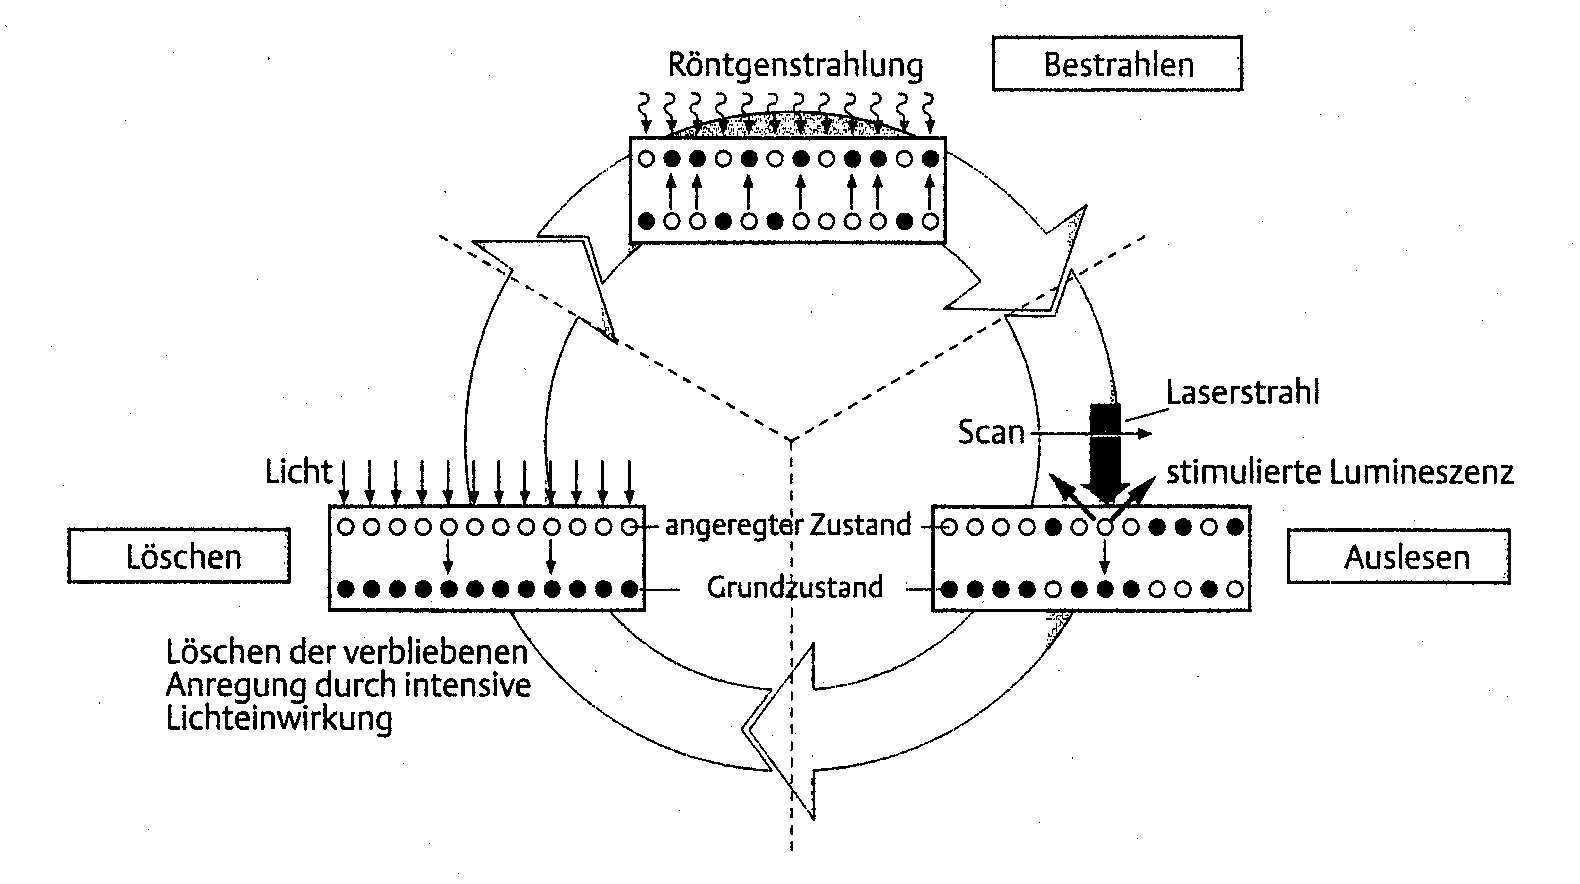 Röntgenstrahlung
Bestrahlen
Laserstrahl
Scan
stimulierte Lumineszenz
Licht
angeregter Zustand
Löschen
Auslesen
Grundzustand
Löschen der verbliebenen
Anregung durch intensive
Lichteinwirkung